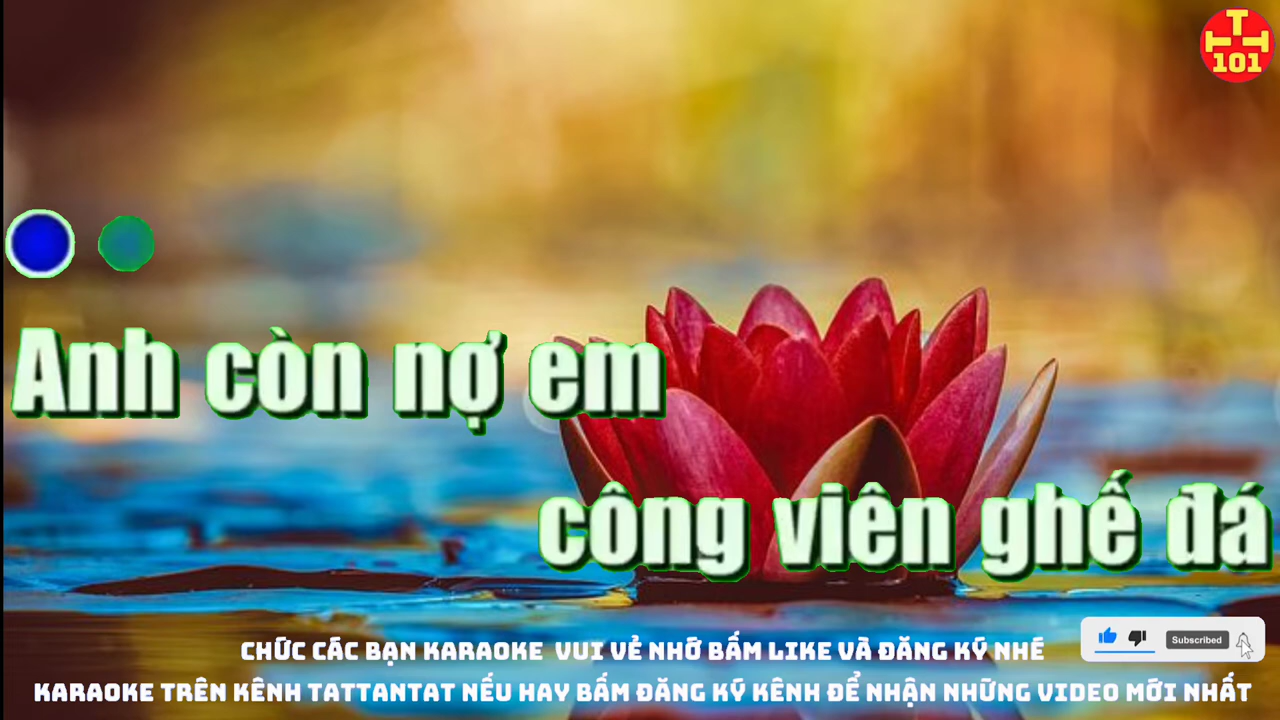 T
TH
101
Anh còn nợ em
công viên ghế đá
CHÚC CÁC BẠN KARAOKE VUI VẺ NHỚ BẤM LIKE VÀ ĐĂNG KÝ NHÉ
Subscribed
KARAOKE TRÊN KÊNH TATTANTAT NẾU HAY BẤM ĐĂNG KÝ KÊNH ĐỂ NHẬN NHỮNG VIDEO MỚI NHẤT